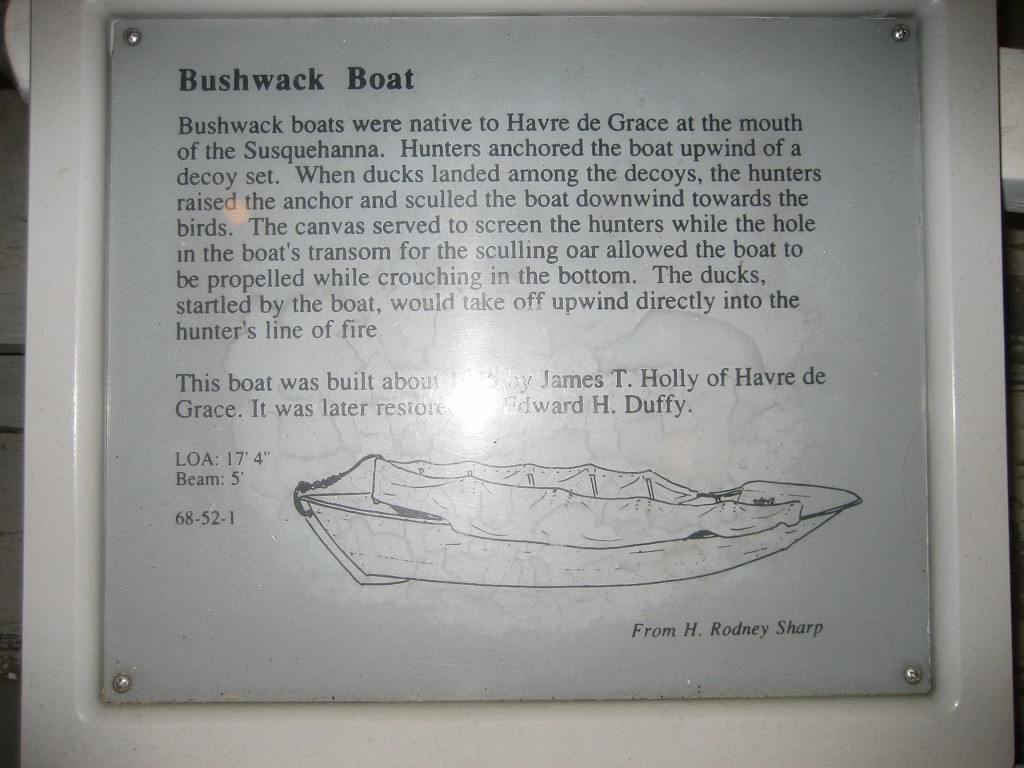 Bushwack Boat
Bushwack boats were native to Havre de Grace at the mouth
of the Susquehanna. Hunters anchored the boat upwind of a
decoy set. When ducks landed among the decoys, the hunters
raised the anchor and sculled the boat downwind towards the
birds. The canvas served to screen the hunters while the hole
in the boat's transom for the sculling oar allowed the boat to
be propelled while crouching in the bottom. The ducks,
startled by the boat, would take off upwind directly into the
hunter's line of fire
This boat was built about by James T. Holly of Havre de
Grace. It was later restored Edward H. Duffy.
LOA: 17' 4"
Beam: 5'
68-52-1
From H. Rodney Sharp